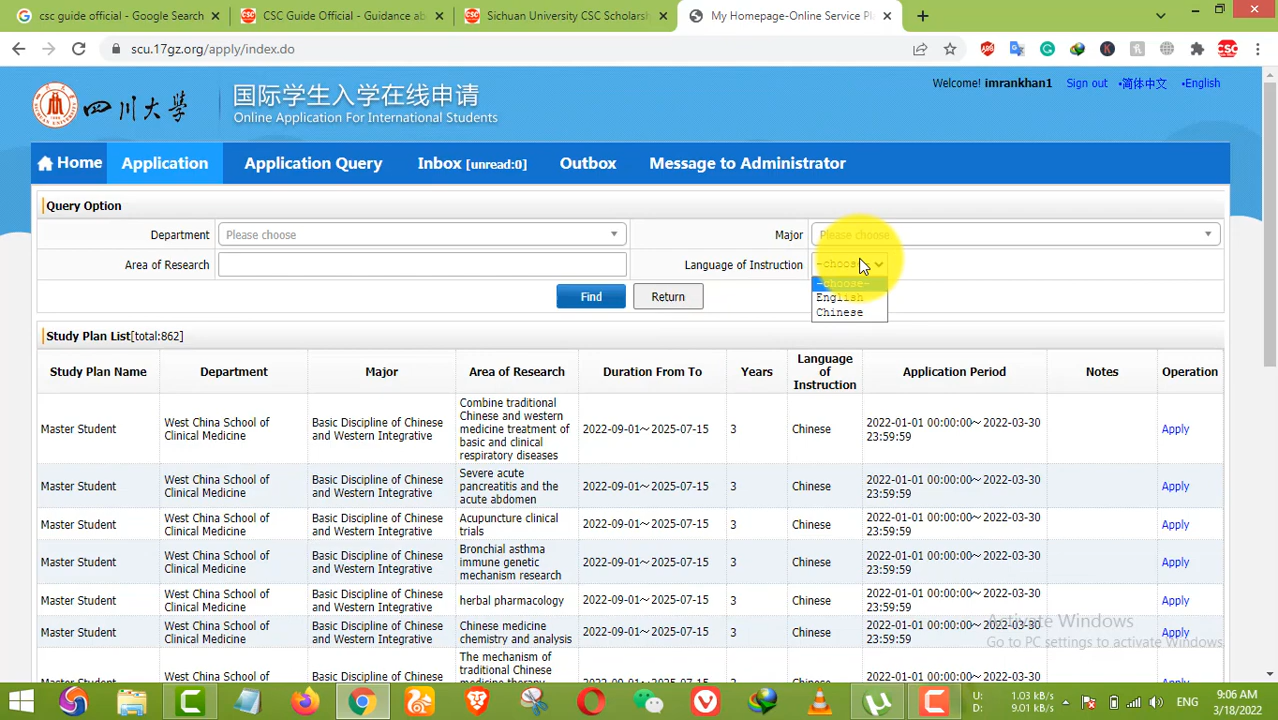 csc guide official - Google Search
CSC Guide Official - Guidance ab
Sichuan University CSC Scholarsh
My Homepage-Online Service Pla
scu.17gz.org/apply/index.do
四川大學
国际学生入学在线申请
Online Application For International Students
Welcome! imrankhan1 Sign out •简体中文 •English
Home Application Application Query Inbox [unread:0] Outbox Message to Administrator
Query Option
Department Please choose Major Please choose
Area of Research Language of Instruction -choose-
-choose-
English
Chinese
Find Return
Study Plan List[total:862]
Study Plan Name Department Major Area of Research Duration From To Years Language of Instruction Application Period Notes Operation
Master Student
West China School of
Clinical Medicine
Basic Discipline of Chinese
and Western Integrative
Combine traditional
Chinese and western
medicine treatment of
basic and clinical
respiratory diseases
2022-09-01~2025-07-15
3
Chinese
2022-01-01 00:00:00~2022-03-30
23:59:59
Apply
Master Student
West China School of
Clinical Medicine
Basic Discipline of Chinese
and Western Integrative
Severe acute
pancreatitis and the
acute abdomen
2022-09-01~2025-07-15
3
Chinese
2022-01-01 00:00:00~2022-03-30
23:59:59
Apply
Master Student
West China School of
Clinical Medicine
Basic Discipline of Chinese
and Western Integrative
Acupuncture clinical
trials
2022-09-01~2025-07-15
3
Chinese
2022-01-01 00:00:00~2022-03-30
23:59:59
Apply
Master Student
West China School of
Clinical Medicine
Basic Discipline of Chinese
and Western Integrative
Bronchial asthma
immune genetic
mechanism research
2022-09-01~2025-07-15
3
Chinese
2022-01-01 00:00:00~2022-03-30
23:59:59
Apply
Master Student
West China School of
Clinical Medicine
Basic Discipline of Chinese
and Western Integrative
herbal pharmacology
2022-09-01~2025-07-15
3
Chinese
2022-01-01 00:00:00~2022-03-30
23:59:59
Apply
Master Student
West China School of
Clinical Medicine
Basic Discipline of Chinese
and Western Integrative
Chinese medicine
chemistry and analysis
2022-09-01~2025-07-15
3
Chinese
2022-01-01 00:00:00~2022-03-30
23:59:59
Apply
The mechanism of
traditional Chinese
Activate Windows
Go to PC settings to activate Windows.
U: 1.03 kB/s
D: 9.01 kB/s
ENG
9:06 AM
3/18/2022